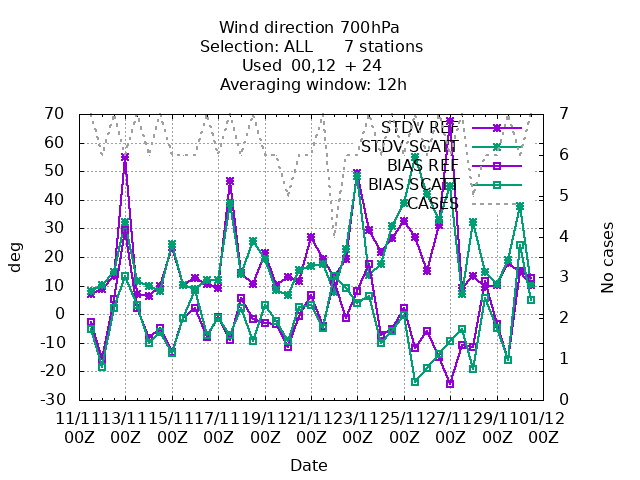 Wind direction 700hPa
Selection: ALL 7 stations
Used 00,12 + 24
Averaging window: 12h
STDV REF
STDV SCATT
BIAS REF
BIAS SCATT
CASES
70
60
50
40
30
20
10
0
-10
-20
-30
deg
7
6
5
4
3
2
1
0
No cases
11/11 13/11 15/11 17/11 19/11 21/11 23/11 25/11 27/11 29/11 01/12
00Z 00Z 00Z 00Z 00Z 00Z 00Z 00Z 00Z 00Z 00Z
Date